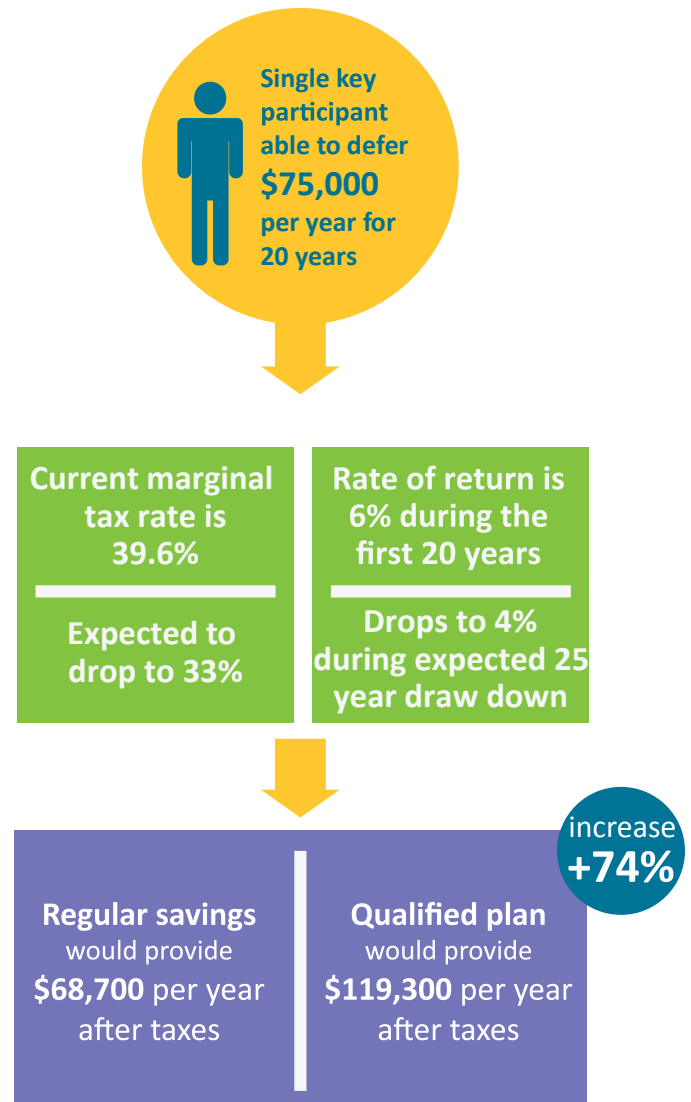 Single key
participant
able to defer
$75,000
per year for
20 years
Current marginal
tax rate is
39.6%
Expected to
drop to 33%
Rate of return is
6% during the
first 20 years
Drops to 4%
during expected 25
year draw down
increase
+74%
Regular savings
would provide
$68,700 per year
after taxes
Qualified plan
would provide
$119,300 per year
after taxes